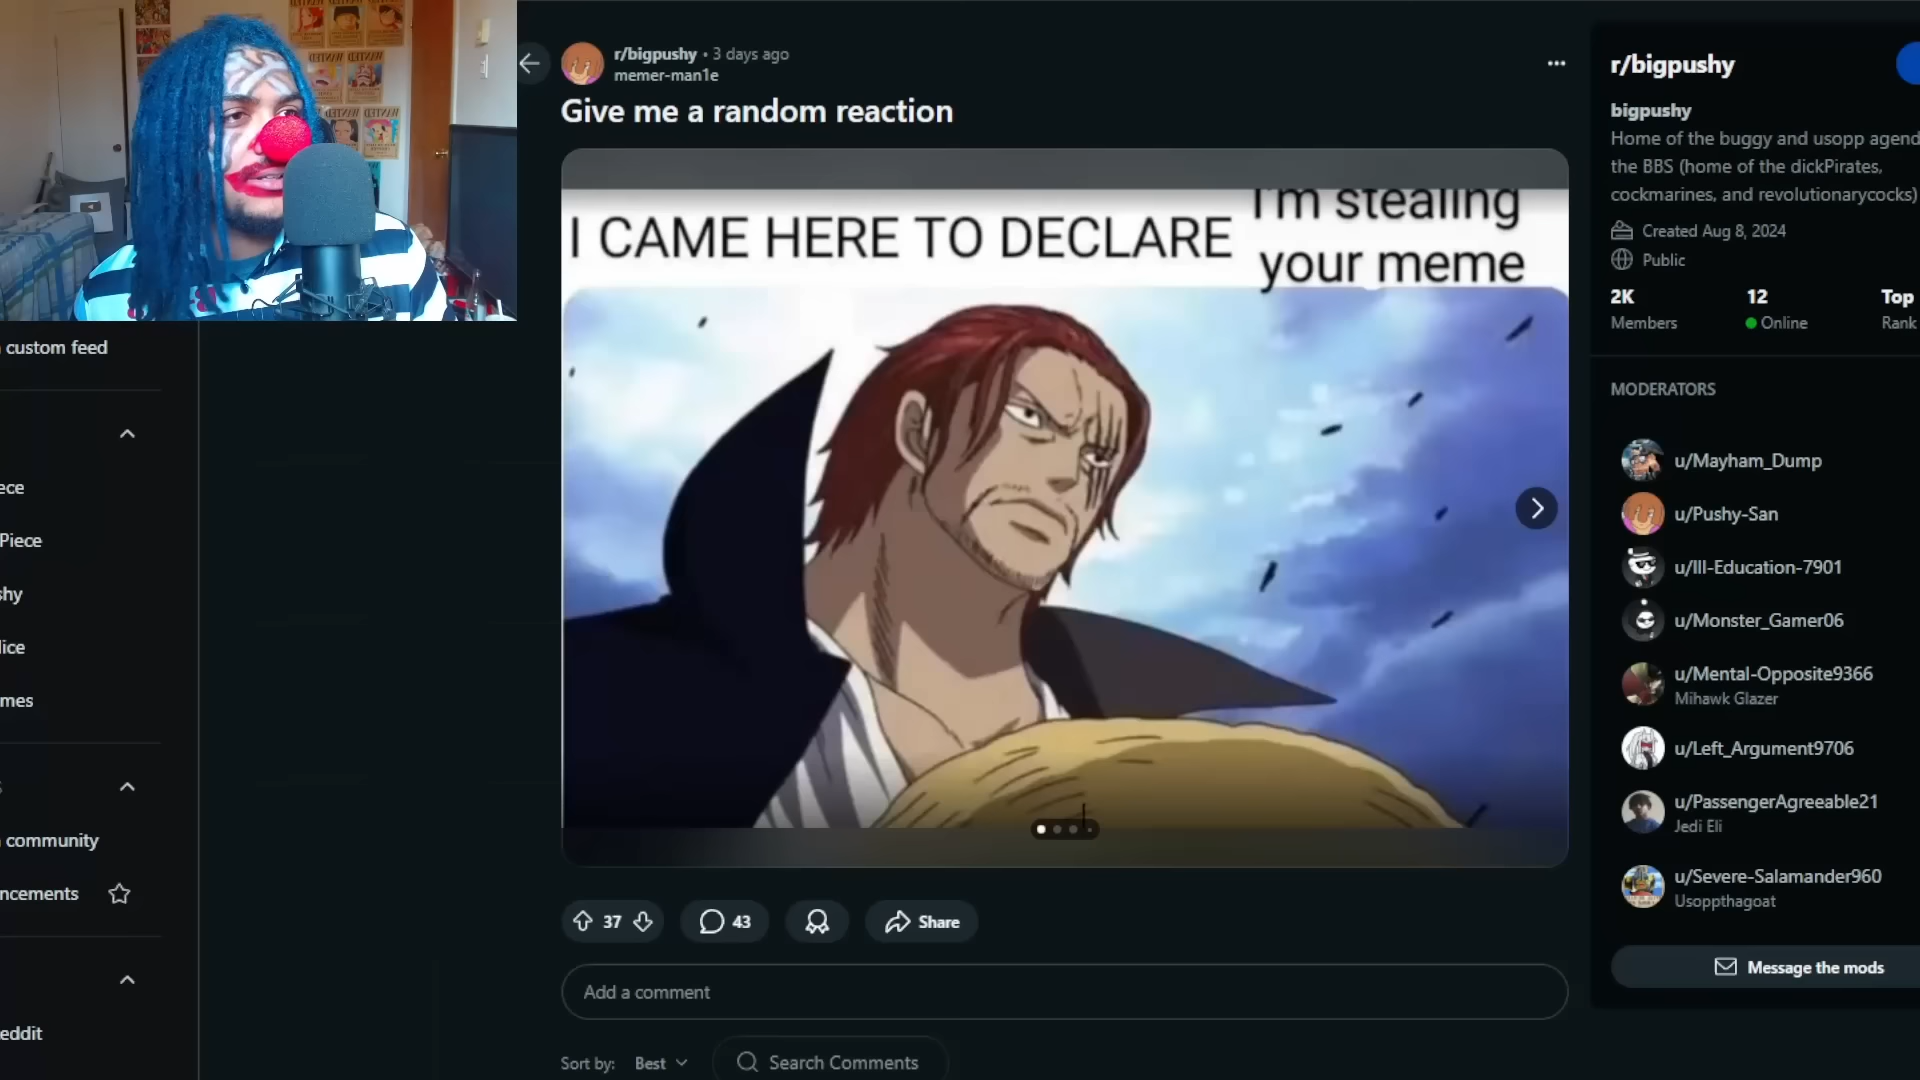 r/bigpushy • 3 days ago
memer-man1e
Give me a random reaction
I CAME HERE TO DECLARE
I'm stealing
your meme
37
43
Share
Add a comment
Sort by: Best
Search Comments
custom feed
ece
Piece
shy
lice
mes
community
ncements
eddit
r/bigpushy
bigpushy
Home of the buggy and usopp agend
the BBS (home of the dickPirates,
cockmarines, and revolutionarycocks)
Created Aug 8, 2024
Public
2K
Members
12
Online
Top
Rank
MODERATORS
u/Mayham_Dump
u/Pushy-San
u/Ill-Education-7901
u/Monster_Gamer06
u/Mental-Opposite9366
Mihawk Glazer
u/Left_Argument9706
u/PassengerAgreeable21
Jedi Eli
u/Severe-Salamander960
Usoppthagoat
Message the mods
WANTED
WANTED
WANTED
WANTED